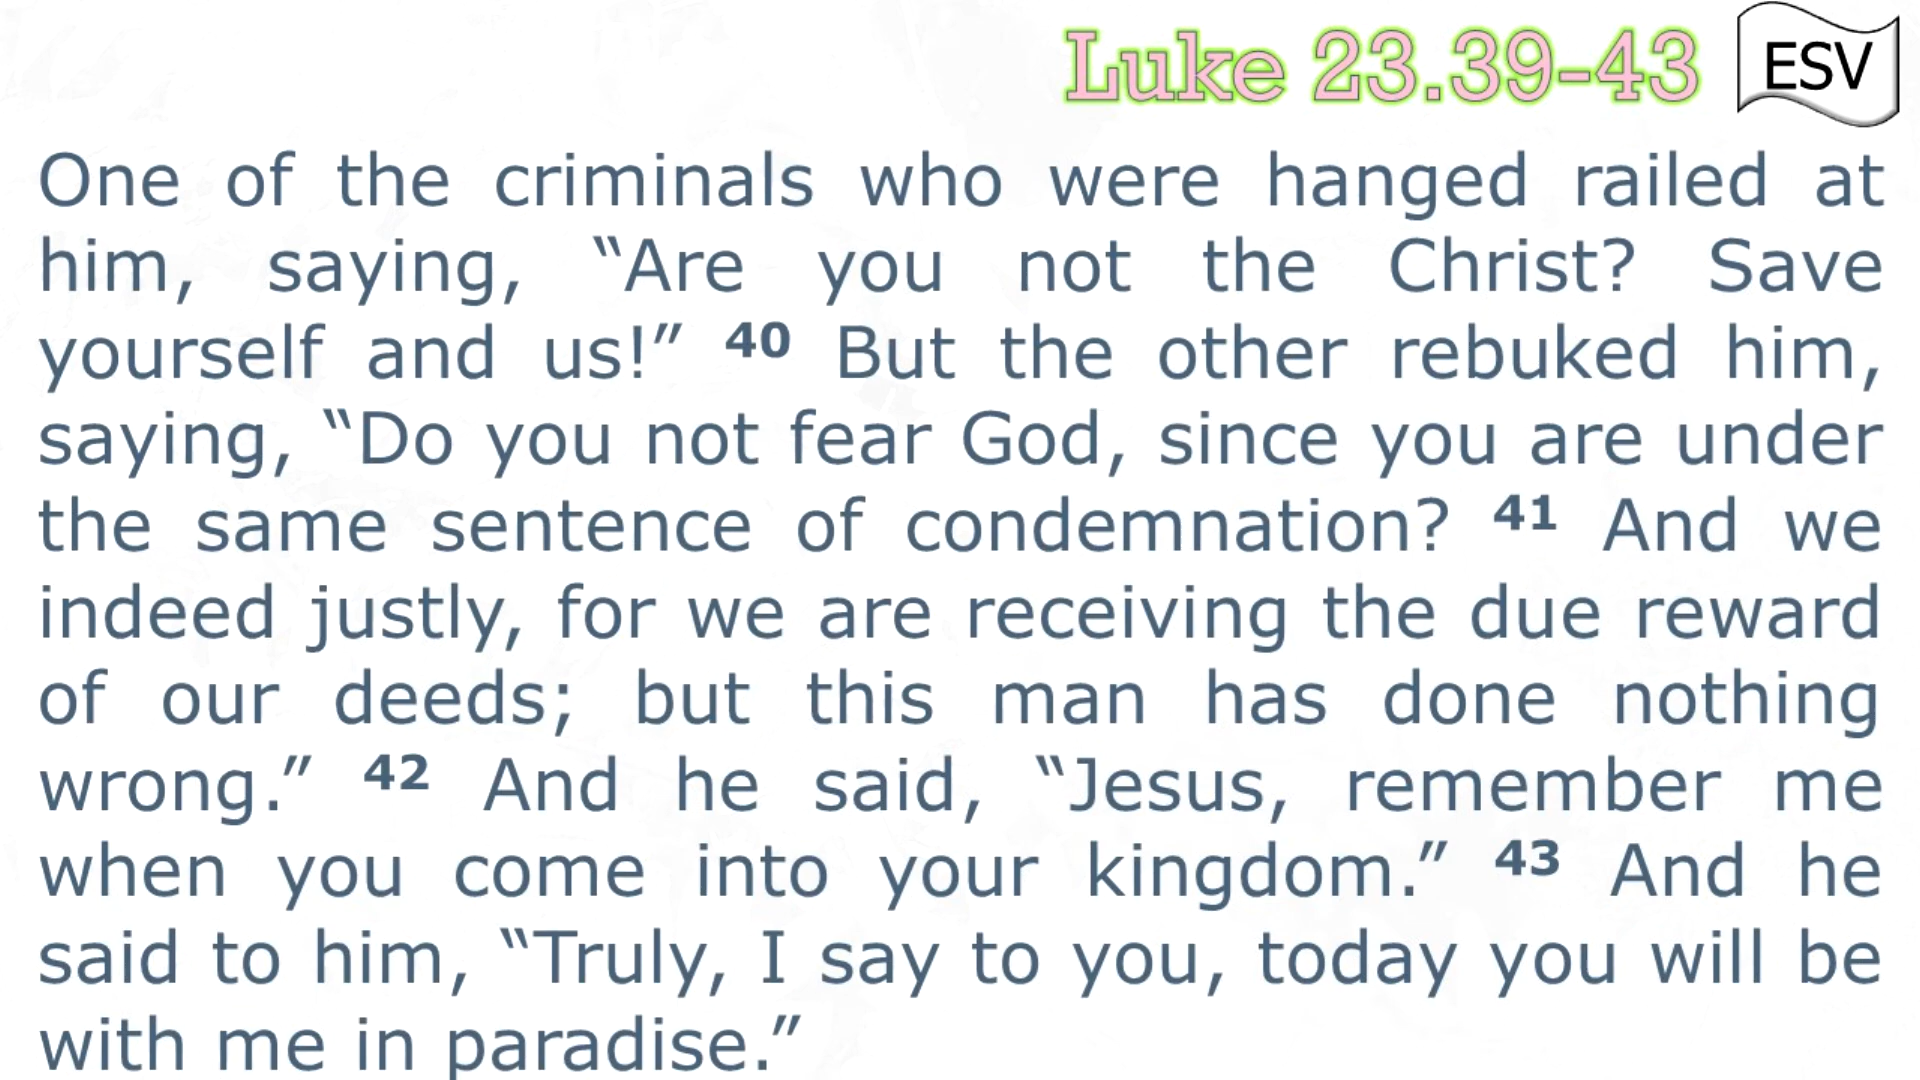 Luke 23.39-43 ESV
One of the criminals who were hanged railed at
him, saying, “Are you not the Christ? Save
yourself and us!” 40 But the other rebuked him,
saying, “Do you not fear God, since you are under
the same sentence of condemnation? 41 And we
indeed justly, for we are receiving the due reward
of our deeds; but this man has done nothing
wrong.” 42 And he said, “Jesus, remember me
when you come into your kingdom.” 43 And he
said to him, “Truly, I say to you, today you will be
with me in paradise.”